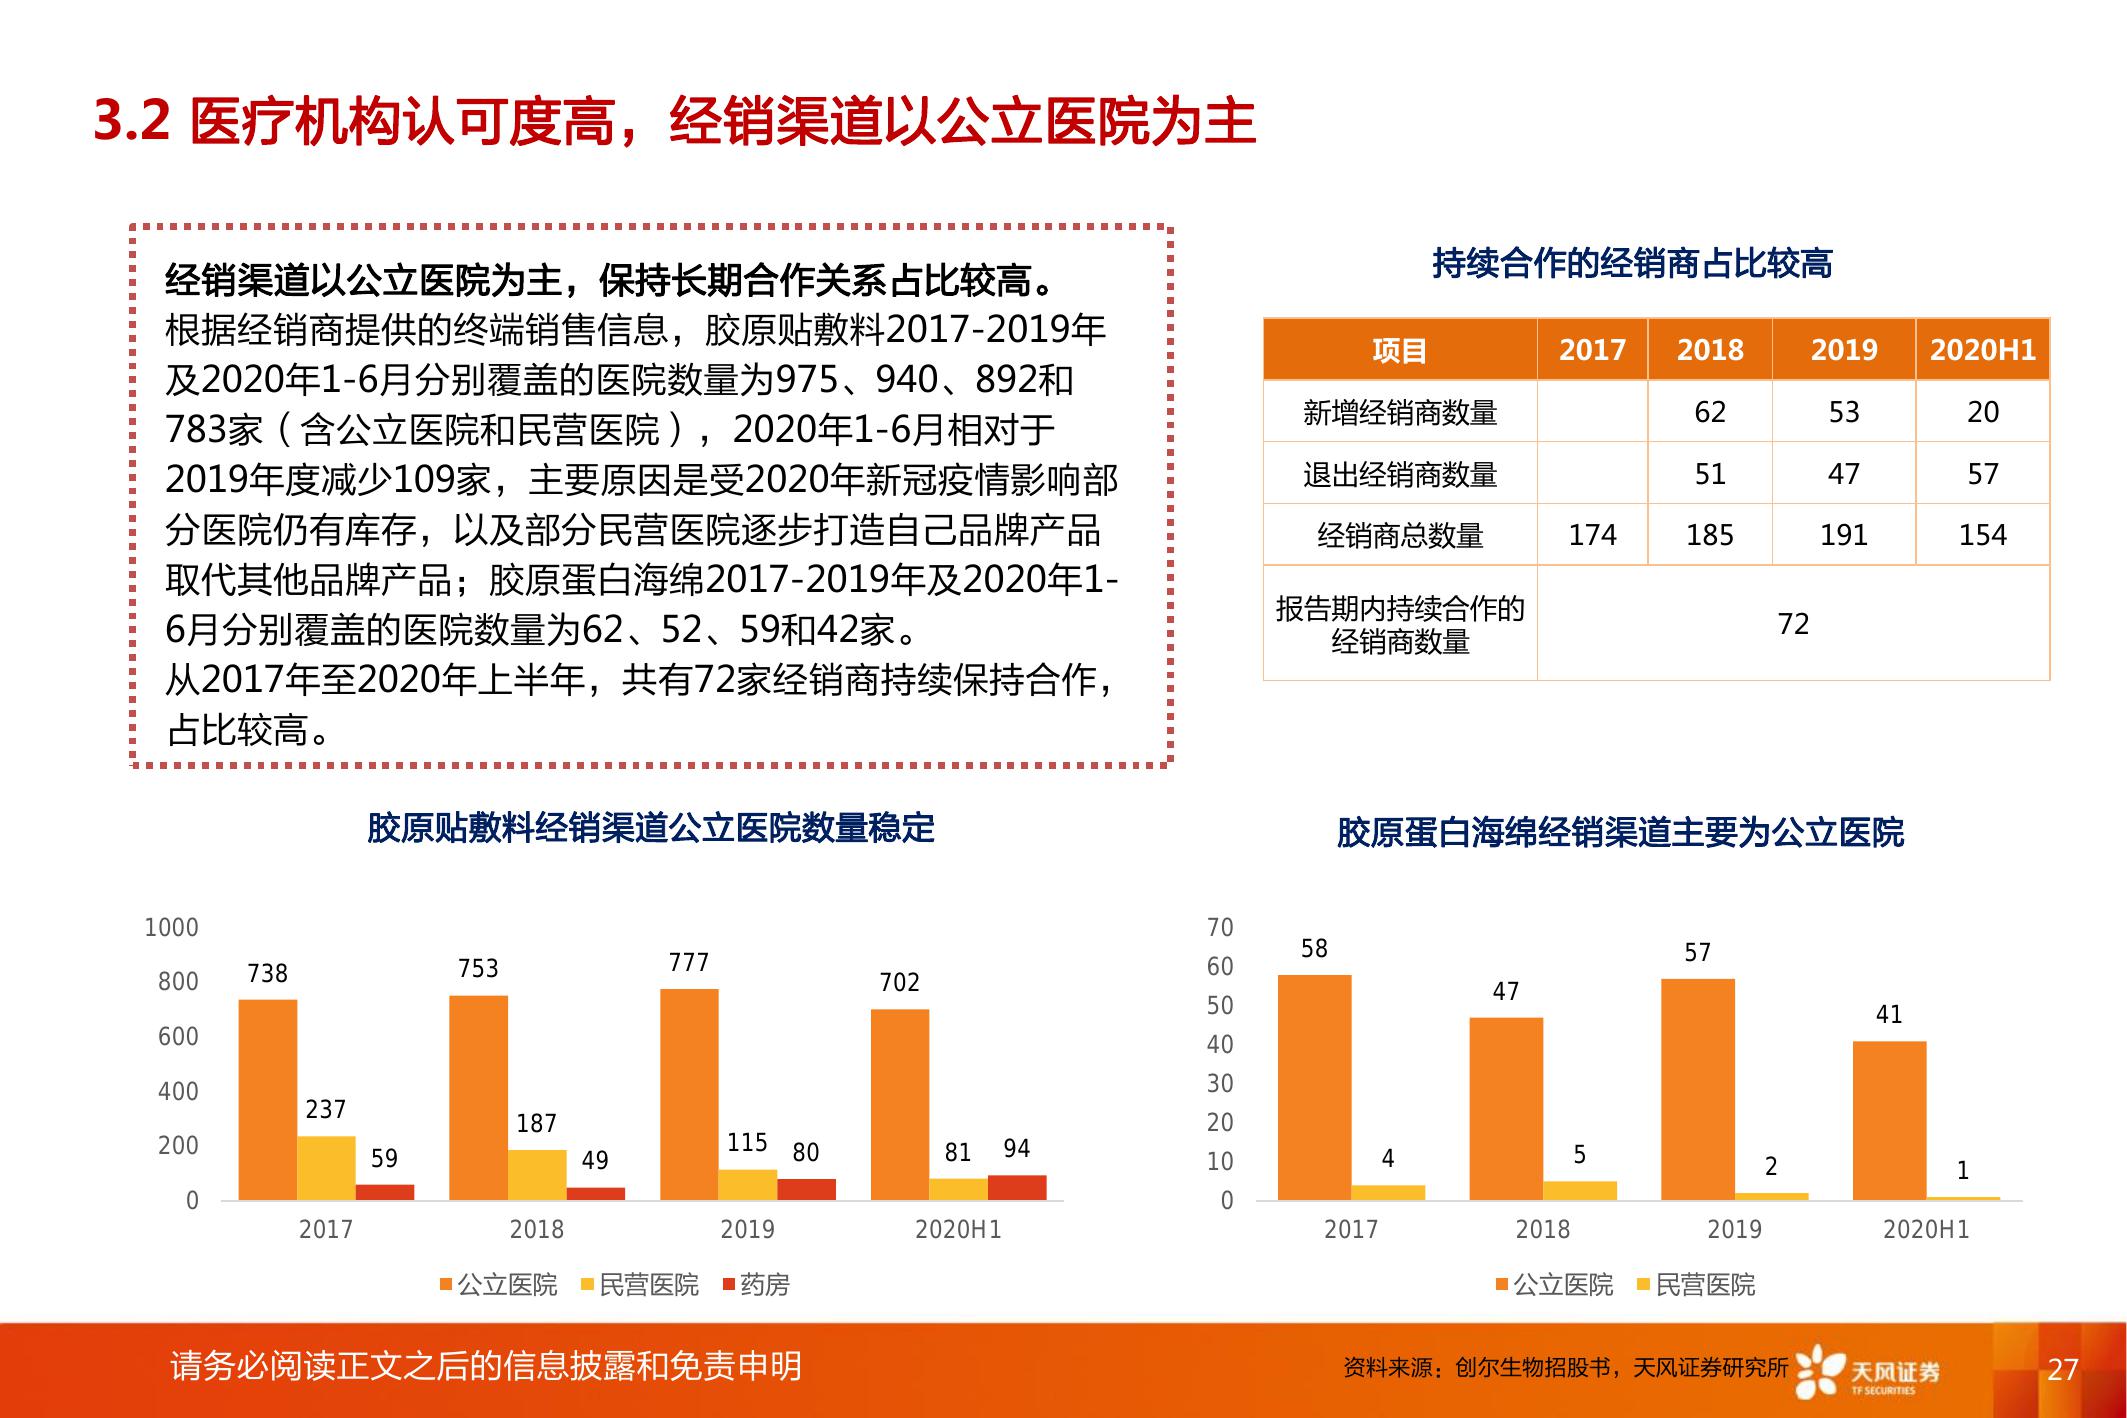 3.2 医疗机构认可度高，经销渠道以公立医院为主
经销渠道以公立医院为主，保持长期合作关系占比较高。
根据经销商提供的终端销售信息，胶原贴敷料2017-2019年
及2020年1-6月分别覆盖的医院数量为975、940、892和
783家（含公立医院和民营医院），2020年1-6月相对于
2019年度减少109家，主要原因是受2020年新冠疫情影响部
分医院仍有库存，以及部分民营医院逐步打造自己品牌产品
取代其他品牌产品；胶原蛋白海绵2017-2019年及2020年1-
6月分别覆盖的医院数量为62、52、59和42家。
从2017年至2020年上半年，共有72家经销商持续保持合作，
占比较高。
持续合作的经销商占比较高
项目 2017 2018 2019 2020H1
新增经销商数量 62 53 20
退出经销商数量 51 47 57
经销商总数量 174 185 191 154
报告期内持续合作的
经销商数量 72
胶原贴敷料经销渠道公立医院数量稳定
1000
800
600
400
200
0
738 237 59
753 187 49
777 115 80
702 81 94
2017 2018 2019 2020H1
公立医院 民营医院 药房
胶原蛋白海绵经销渠道主要为公立医院
70
60
50
40
30
20
10
0
58 4
47 5
57 2
41 1
2017 2018 2019 2020H1
公立医院 民营医院
请务必阅读正文之后的信息披露和免责申明
资料来源：创尔生物招股书，天风证券研究所
天风证券
TF SECURITIES
27